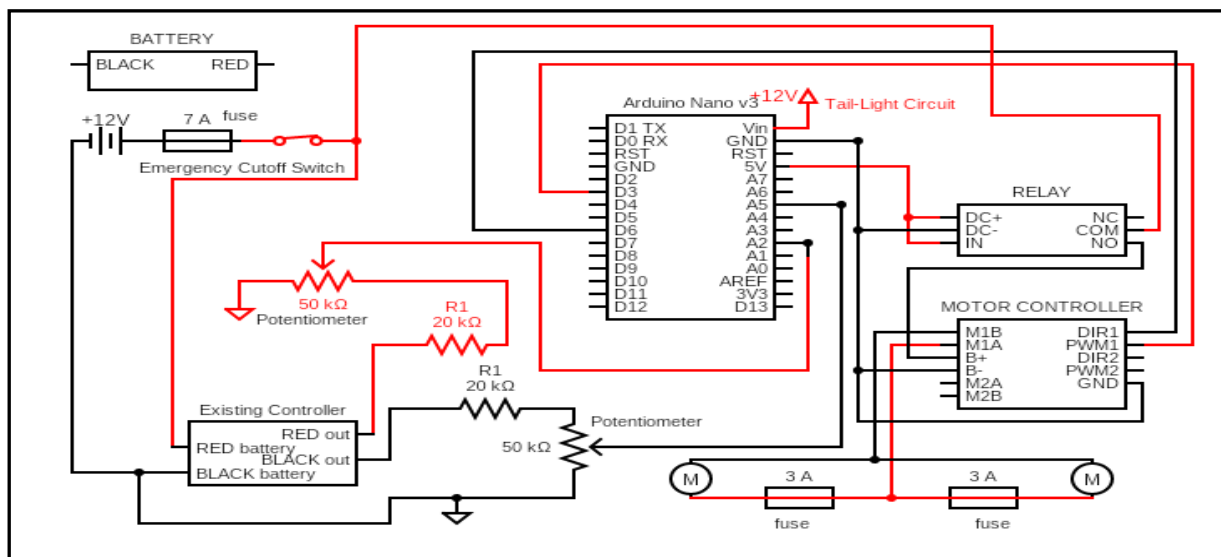 BATTERY
BLACK RED
+12V
7 A
fuse
Emergency Cutoff Switch
Arduino Nano v3
+12V
Tail-Light Circuit
D1 TX
D0 RX
RST
GND
D2
D3
D4
D5
D6
D7
D8
D9
D10
D11
D12
Vin
GND
RST
5V
A7
A6
A5
A4
A3
A2
A1
A0
AREF
3V3
D13
RELAY
DC+
DC-
IN
NC
COM
NO
50 kΩ
Potentiometer
R1
20 kΩ
MOTOR CONTROLLER
M1B
M1A
B+
B-
M2A
M2B
DIR1
PWM1
DIR2
PWM2
GND
R1
20 kΩ
Existing Controller
RED out
RED battery
BLACK out
BLACK battery
Potentiometer
50 kΩ
M
3 A
fuse
3 A
fuse
M